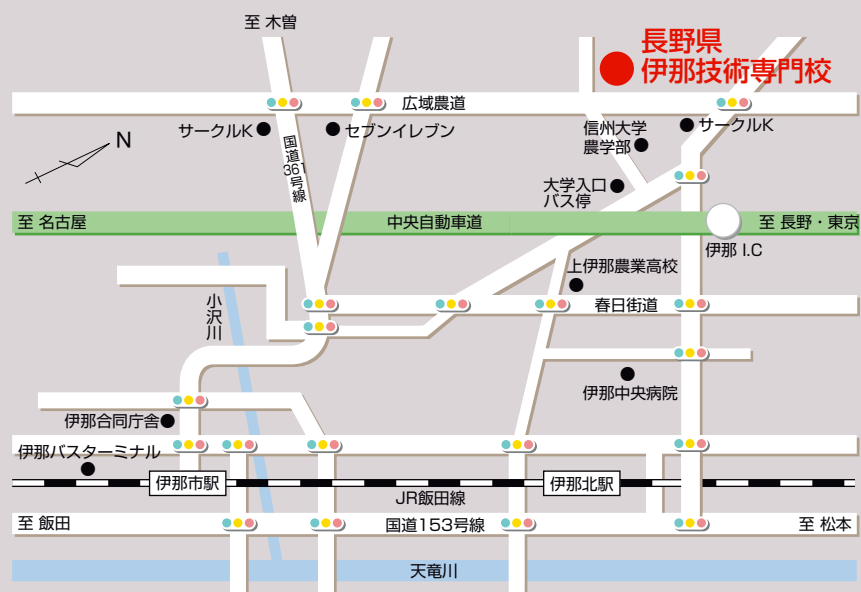 至 木曽
長野県
伊那技術専門校
広域農道
サークルK
セブンイレブン
信州大学
農学部
サークルK
N
国道361号線
大学入口
バス停
至 名古屋
中央自動車道
至 長野・東京
伊那 I.C
上伊那農業高校
小沢川
春日街道
伊那中央病院
伊那合同庁舎
伊那バスターミナル
伊那市駅
伊那北駅
JR飯田線
至 飯田
国道153号線
至 松本
天竜川